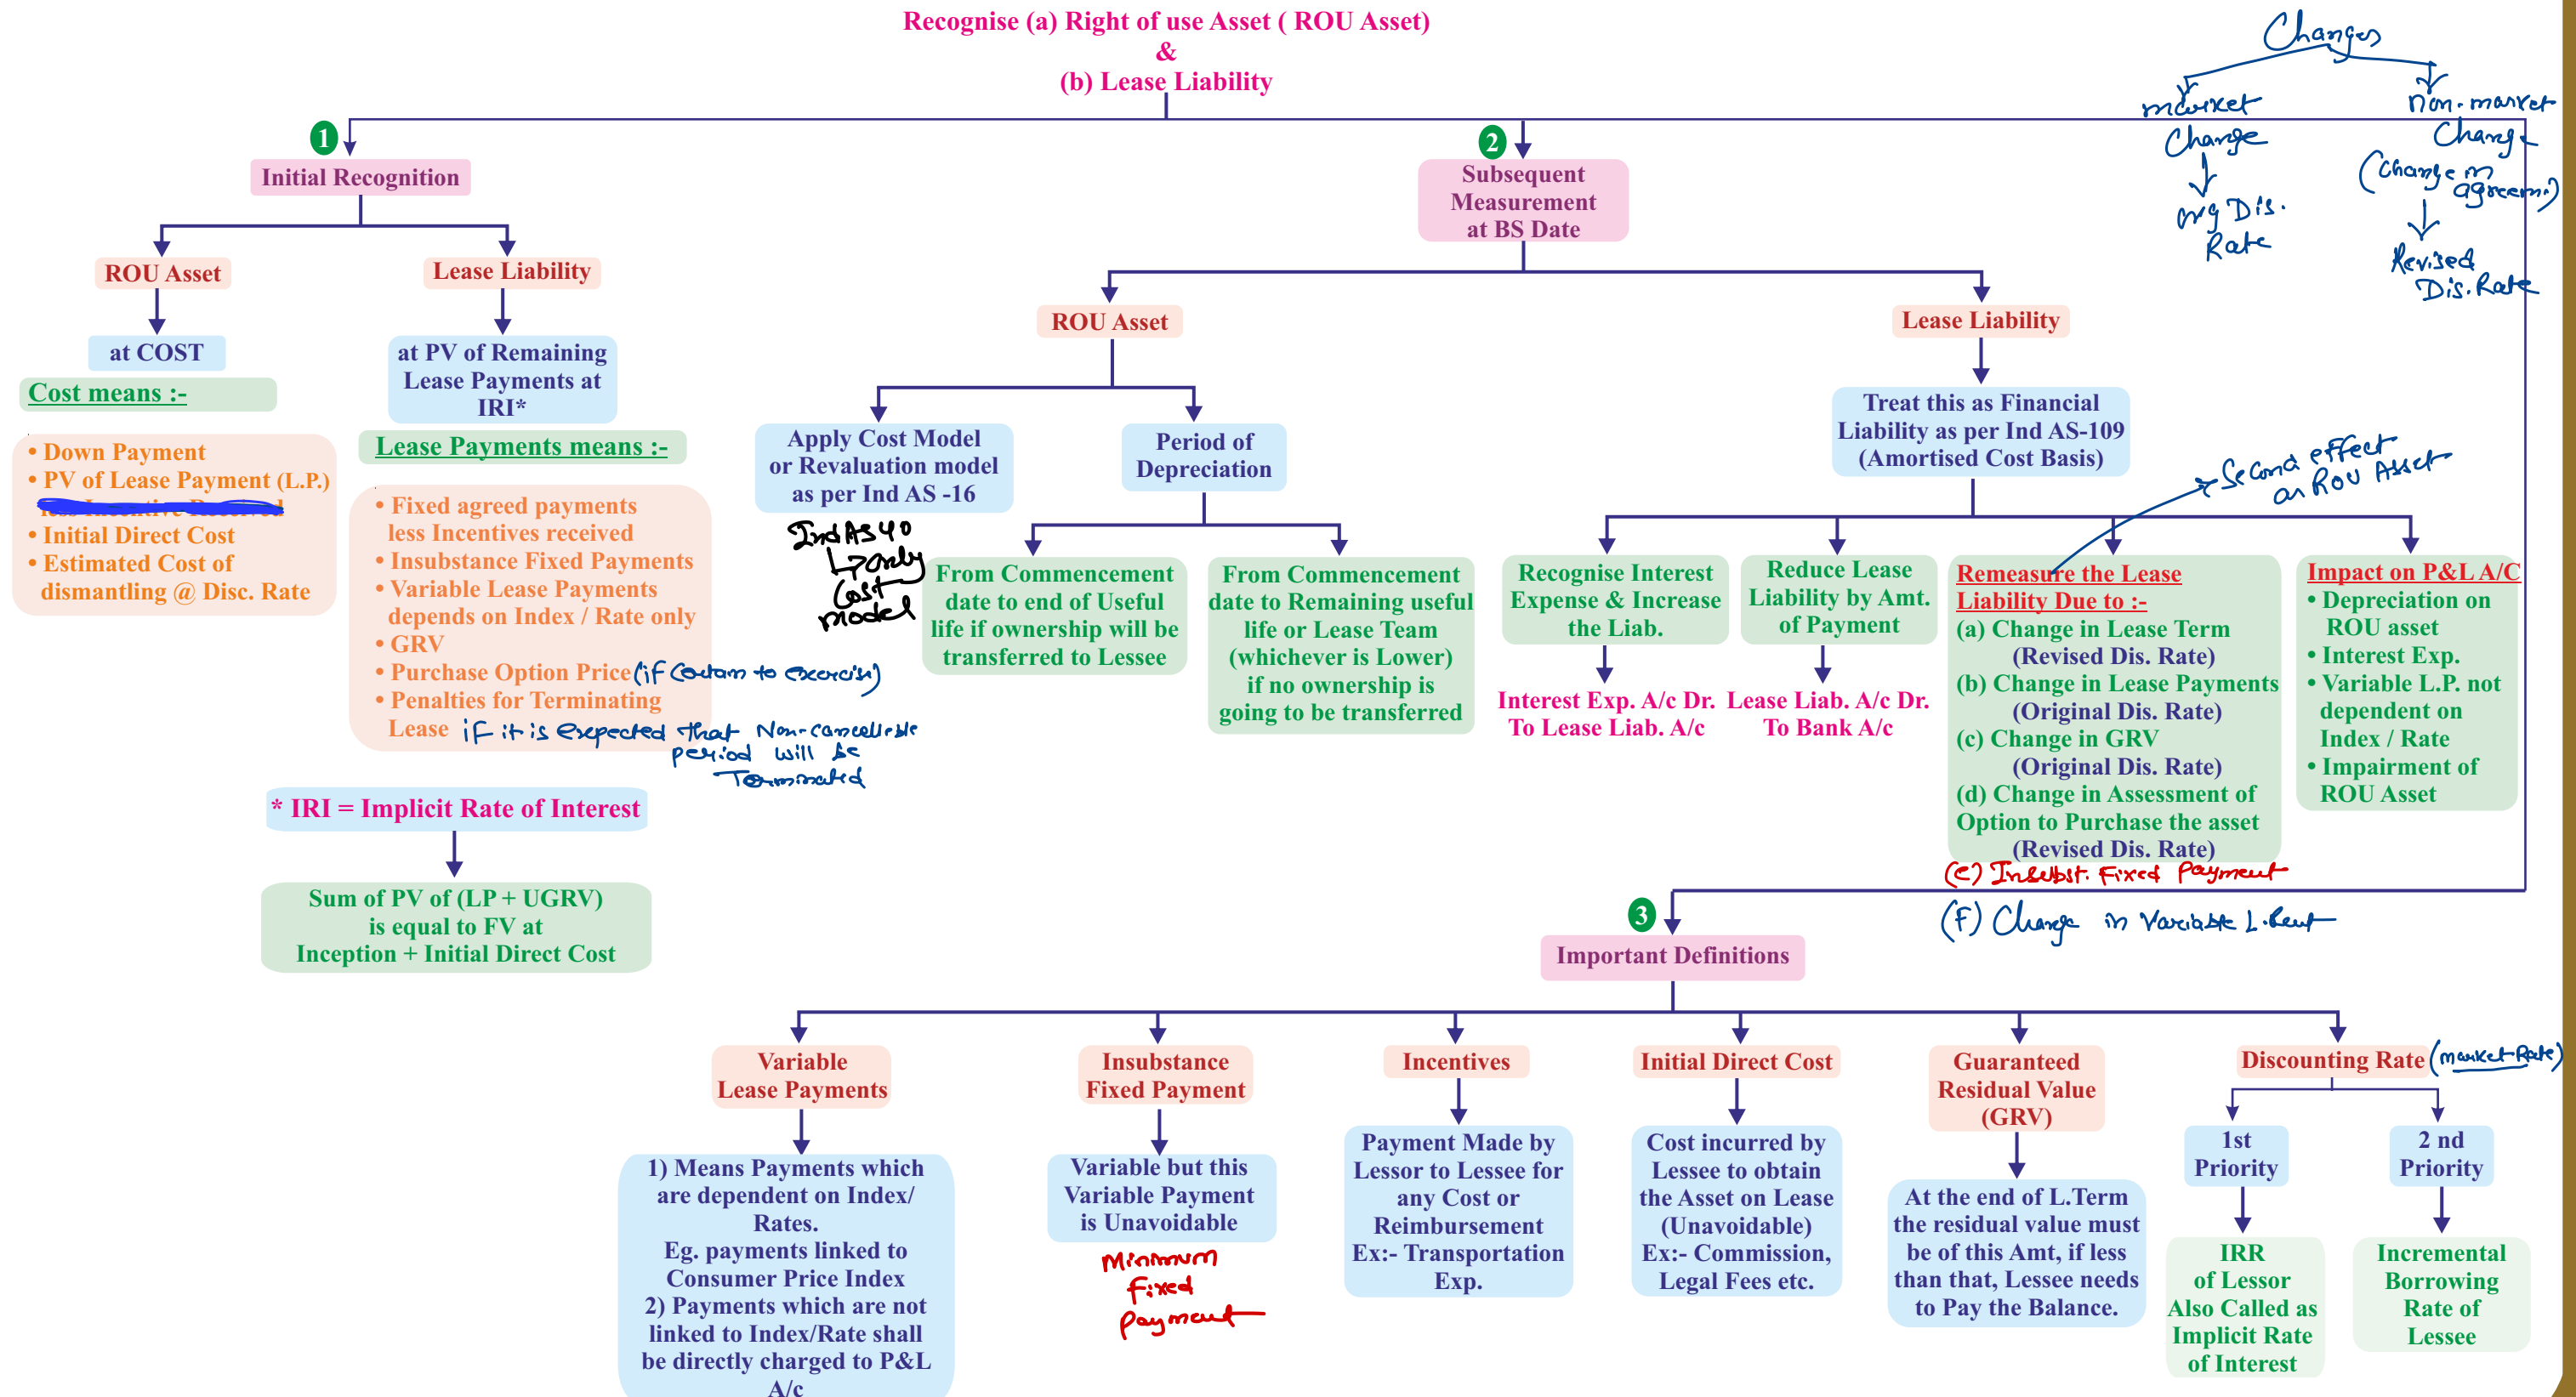 Recognise (a) Right of use Asset ( ROU Asset)
&
(b) Lease Liability
Changes
market
Change
org Dis.
Rate
Non-market
Change
(Change in
agreem.)
Revised
Dis. Rate
1
Initial Recognition
ROU Asset
at COST
Cost means :-
• Down Payment
• PV of Lease Payment (L.P.)
• Initial Direct Cost
• Estimated Cost of
dismantling @ Disc. Rate
Lease Liability
at PV of Remaining
Lease Payments at
IRI*
Lease Payments means :-
• Fixed agreed payments
less Incentives received
• Insubstance Fixed Payments
• Variable Lease Payments
depends on Index / Rate only
• GRV
• Purchase Option Price (if Certain to exercise)
• Penalties for Terminating
Lease if it is expected that Non-cancellable
period will be
Terminated
* IRI = Implicit Rate of Interest
Sum of PV of (LP + UGRV)
is equal to FV at
Inception + Initial Direct Cost
2
Subsequent
Measurement
at BS Date
ROU Asset
Apply Cost Model
or Revaluation model
as per Ind AS -16
Ind AS 40
only
Cost
model
Period of
Depreciation
From Commencement
date to end of Useful
life if ownership will be
transferred to Lessee
From Commencement
date to Remaining useful
life or Lease Team
(whichever is Lower)
if no ownership is
going to be transferred
Lease Liability
Treat this as Financial
Liability as per Ind AS-109
(Amortised Cost Basis)
Second effect
on ROU Asset
Recognise Interest
Expense & Increase
the Liab.
Interest Exp. A/c Dr.
To Lease Liab. A/c
Reduce Lease
Liability by Amt.
of Payment
Lease Liab. A/c Dr.
To Bank A/c
Remeasure the Lease
Liability Due to :-
(a) Change in Lease Term
(Revised Dis. Rate)
(b) Change in Lease Payments
(Original Dis. Rate)
(c) Change in GRV
(Original Dis. Rate)
(d) Change in Assessment of
Option to Purchase the asset
(Revised Dis. Rate)
(e) Insubst. Fixed Payment
(F) Change in Variable L.Rent
Impact on P&L A/C
• Depreciation on
ROU asset
• Interest Exp.
• Variable L.P. not
dependent on
Index / Rate
• Impairment of
ROU Asset
3
Important Definitions
Variable
Lease Payments
1) Means Payments which
are dependent on Index/
Rates.
Eg. payments linked to
Consumer Price Index
2) Payments which are not
linked to Index/Rate shall
be directly charged to P&L
A/c
Insubstance
Fixed Payment
Variable but this
Variable Payment
is Unavoidable
Minimum
Fixed
Payment
Incentives
Payment Made by
Lessor to Lessee for
any Cost or
Reimbursement
Ex:- Transportation
Exp.
Initial Direct Cost
Cost incurred by
Lessee to obtain
the Asset on Lease
(Unavoidable)
Ex:- Commission,
Legal Fees etc.
Guaranteed
Residual Value
(GRV)
At the end of L.Term
the residual value must
be of this Amt, if less
than that, Lessee needs
to Pay the Balance.
Discounting Rate (market Rate)
1st
Priority
IRR
of Lessor
Also Called as
Implicit Rate
of Interest
2 nd
Priority
Incremental
Borrowing
Rate of
Lessee